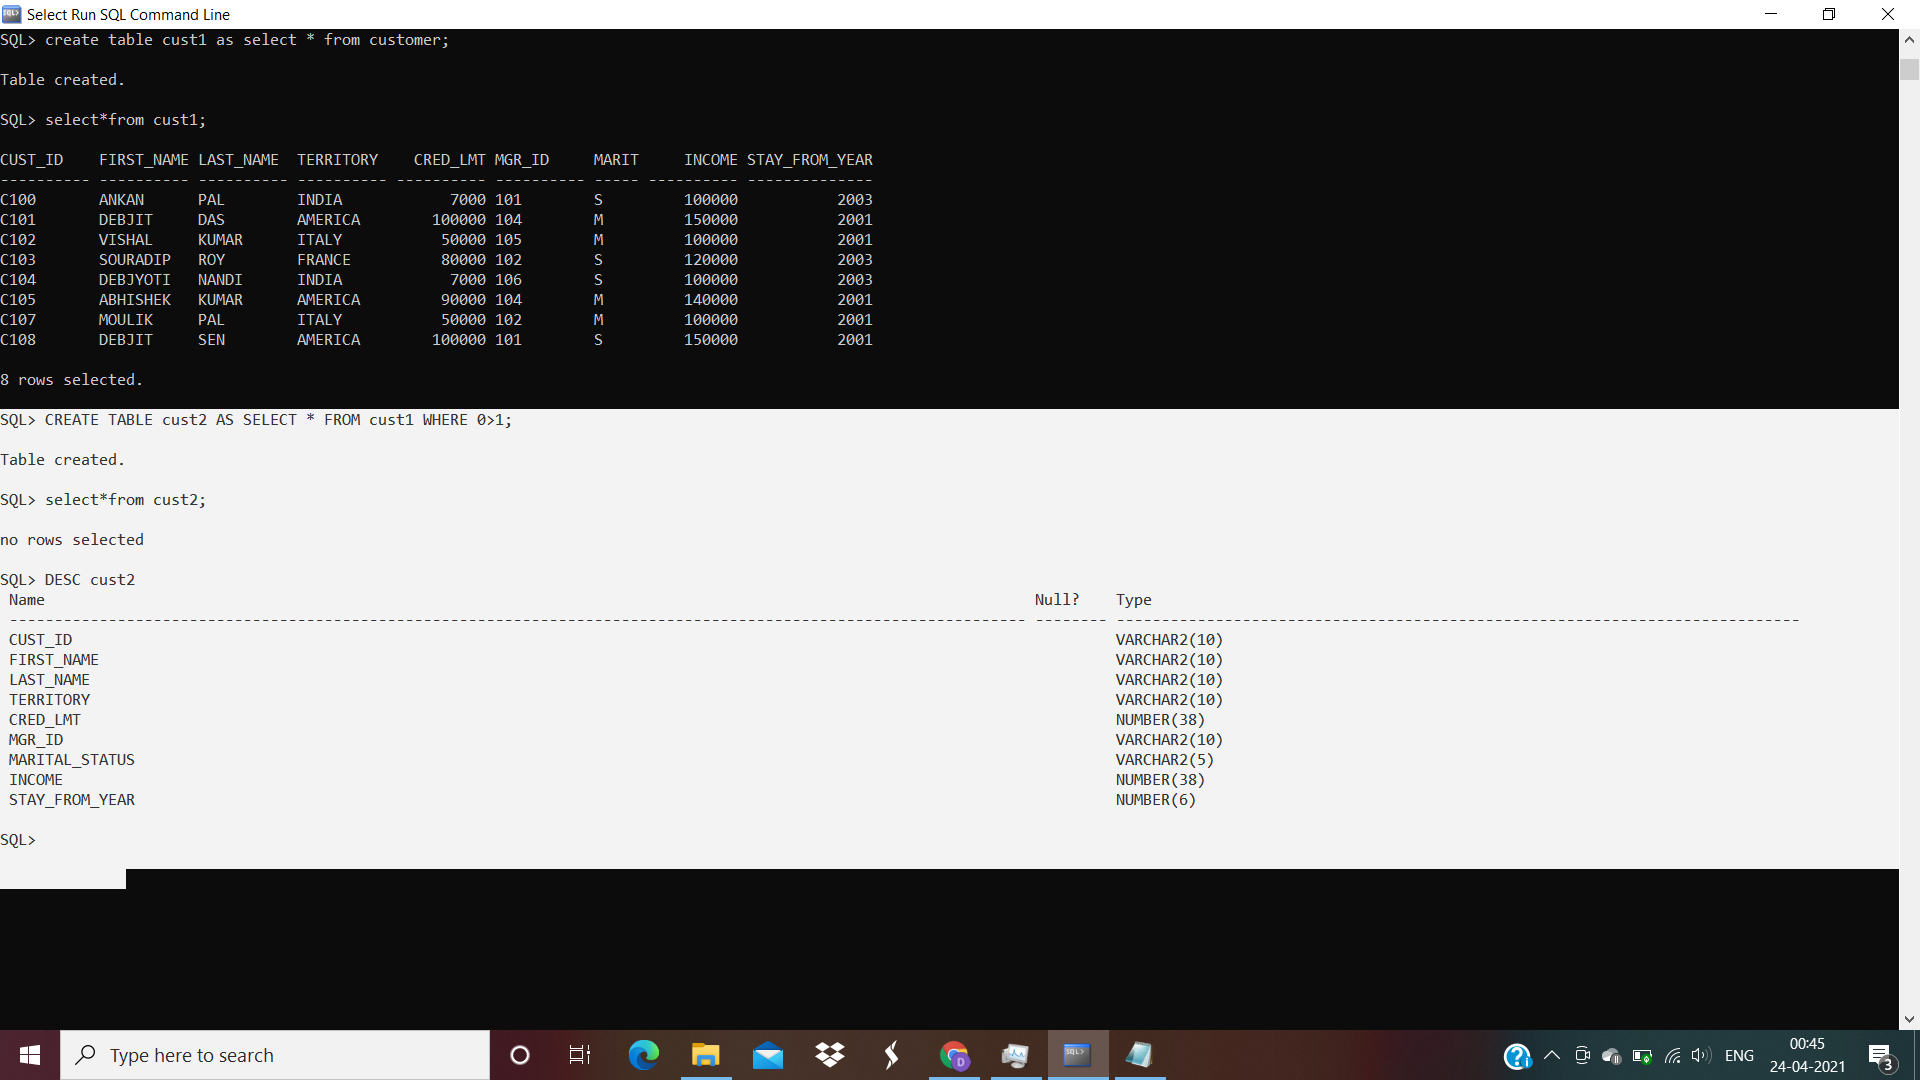 Select Run SQL Command Line
SQL> create table cust1 as select * from customer;
Table created.
SQL> select*from cust1;
CUST_ID    FIRST_NAME LAST_NAME  TERRITORY    CRED_LMT MGR_ID     MARIT     INCOME STAY_FROM_YEAR
---------- ---------- ---------- ---------- ---------- ---------- ----- ---------- --------------
C100       ANKAN      PAL        INDIA            7000 101        S         100000           2003
C101       DEBJIT     DAS        AMERICA        100000 104        M         150000           2001
C102       VISHAL     KUMAR      ITALY           50000 105        M         100000           2001
C103       SOURADIP   ROY        FRANCE          80000 102        S         120000           2003
C104       DEBJYOTI   NANDI      INDIA            7000 106        S         100000           2003
C105       ABHISHEK   KUMAR      AMERICA         90000 104        M         140000           2001
C107       MOULIK     PAL        ITALY           50000 102        M         100000           2001
C108       DEBJIT     SEN        AMERICA        100000 101        S         150000           2001
8 rows selected.
SQL> CREATE TABLE cust2 AS SELECT * FROM cust1 WHERE 0>1;
Table created.
SQL> select*from cust2;
no rows selected
SQL> DESC cust2
Name Null? Type
CUST_ID VARCHAR2(10)
FIRST_NAME VARCHAR2(10)
LAST_NAME VARCHAR2(10)
TERRITORY VARCHAR2(10)
CRED_LMT NUMBER(38)
MGR_ID VARCHAR2(10)
MARITAL_STATUS VARCHAR2(5)
INCOME NUMBER(38)
STAY_FROM_YEAR NUMBER(6)
SQL>
Type here to search
ENG
00:45
24-04-2021
3